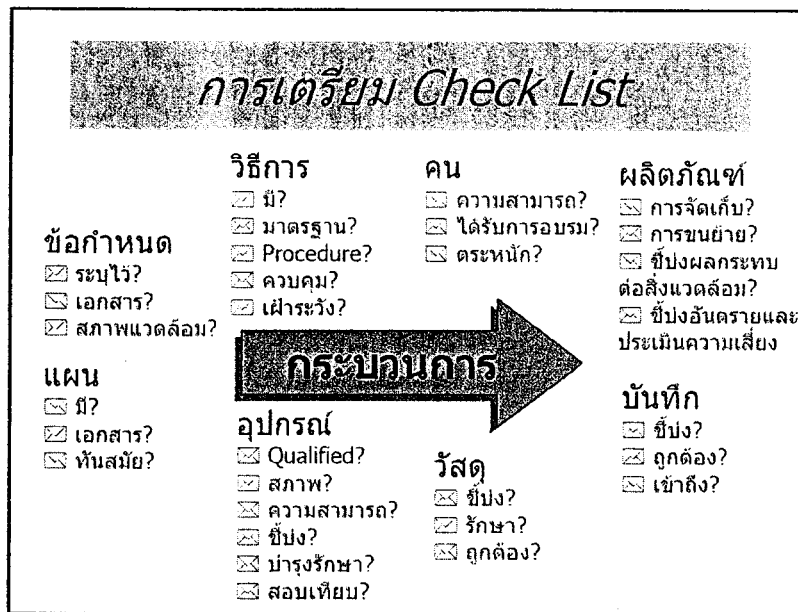 การเตรียม Check List
ข้อกำหนด
ระบุไว้?
เอกสาร?
สภาพแวดล้อม?
แผน
มี?
เอกสาร?
ทันสมัย?
วิธีการ
มี?
มาตรฐาน?
Procedure?
ควบคุม?
เฝ้าระวัง?
คน
ความสามารถ?
ได้รับการอบรม?
ตระหนัก?
กระบวนการ
อุปกรณ์
Qualified?
สภาพ?
ความสามารถ?
ชี้บ่ง?
บำรุงรักษา?
สอบเทียบ?
วัสดุ
ชี้บ่ง?
รักษา?
ถูกต้อง?
ผลิตภัณฑ์
การจัดเก็บ?
การขนย้าย?
ชี้บ่งผลกระทบ
ต่อสิ่งแวดล้อม?
ชี้บ่งอันตรายและ
ประเมินความเสี่ยง
บันทึก
ชี้บ่ง?
ถูกต้อง?
เข้าถึง?